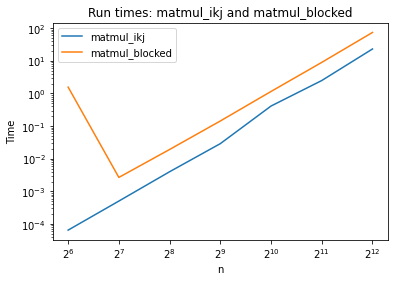 Run times: matmul_ikj and matmul_blocked
matmul_ikj
matmul_blocked
10²
10¹
10⁰
10⁻¹
10⁻²
10⁻³
10⁻⁴
Time
2⁶ 2⁷ 2⁸ 2⁹ 2¹⁰ 2¹¹ 2¹²
n